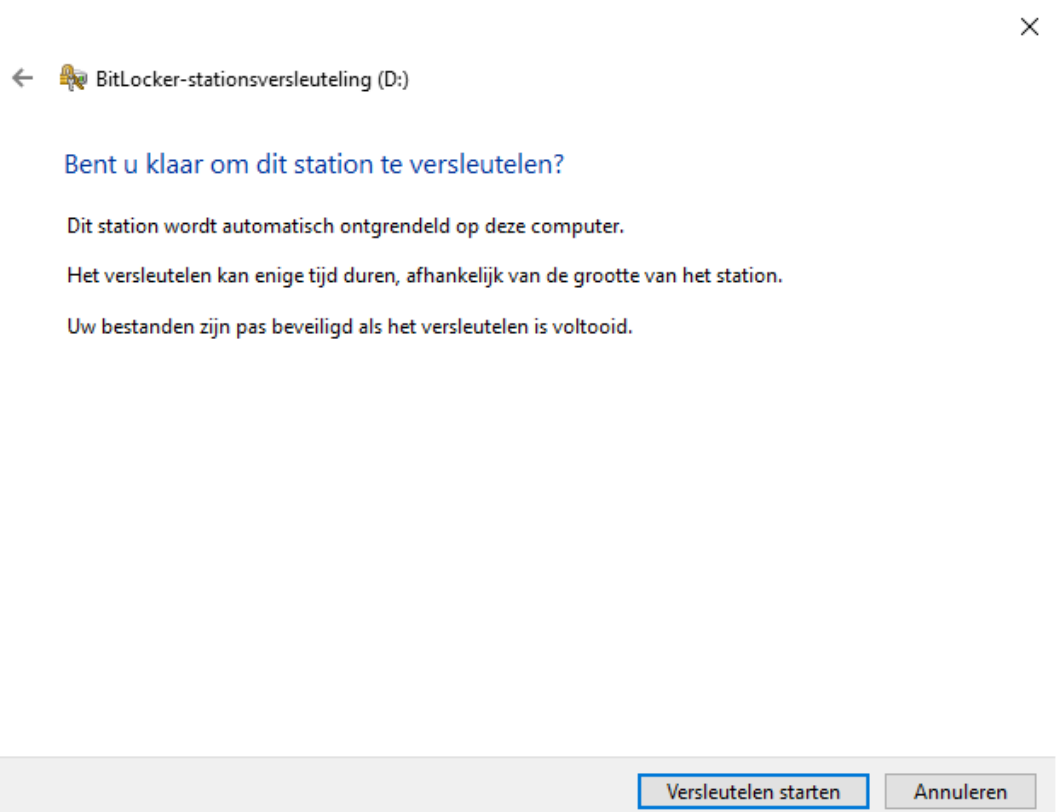 BitLocker-stationsversleuteling (D:)
Bent u klaar om dit station te versleutelen?
Dit station wordt automatisch ontgrendeld op deze computer.
Het versleutelen kan enige tijd duren, afhankelijk van de grootte van het station.
Uw bestanden zijn pas beveiligd als het versleutelen is voltooid.
Versleutelen starten
Annuleren